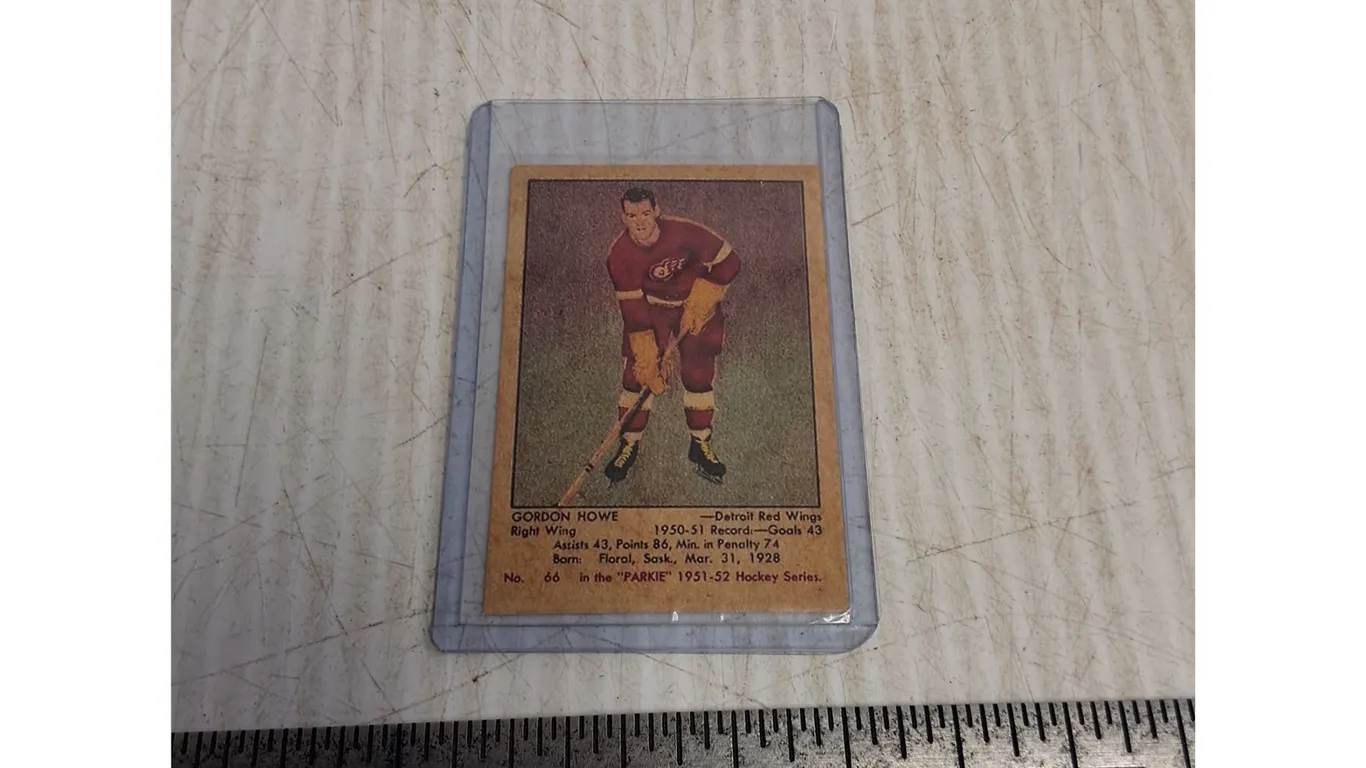 GORDON HOWE —Detroit Red Wings
Right Wing 1950-51 Record:—Goals 43
Assists 43, Points 86, Min. in Penalty 74
Born: Floral, Sask., Mar. 31, 1928
No. 66 in the "PARKIE" 1951-52 Hockey Series.